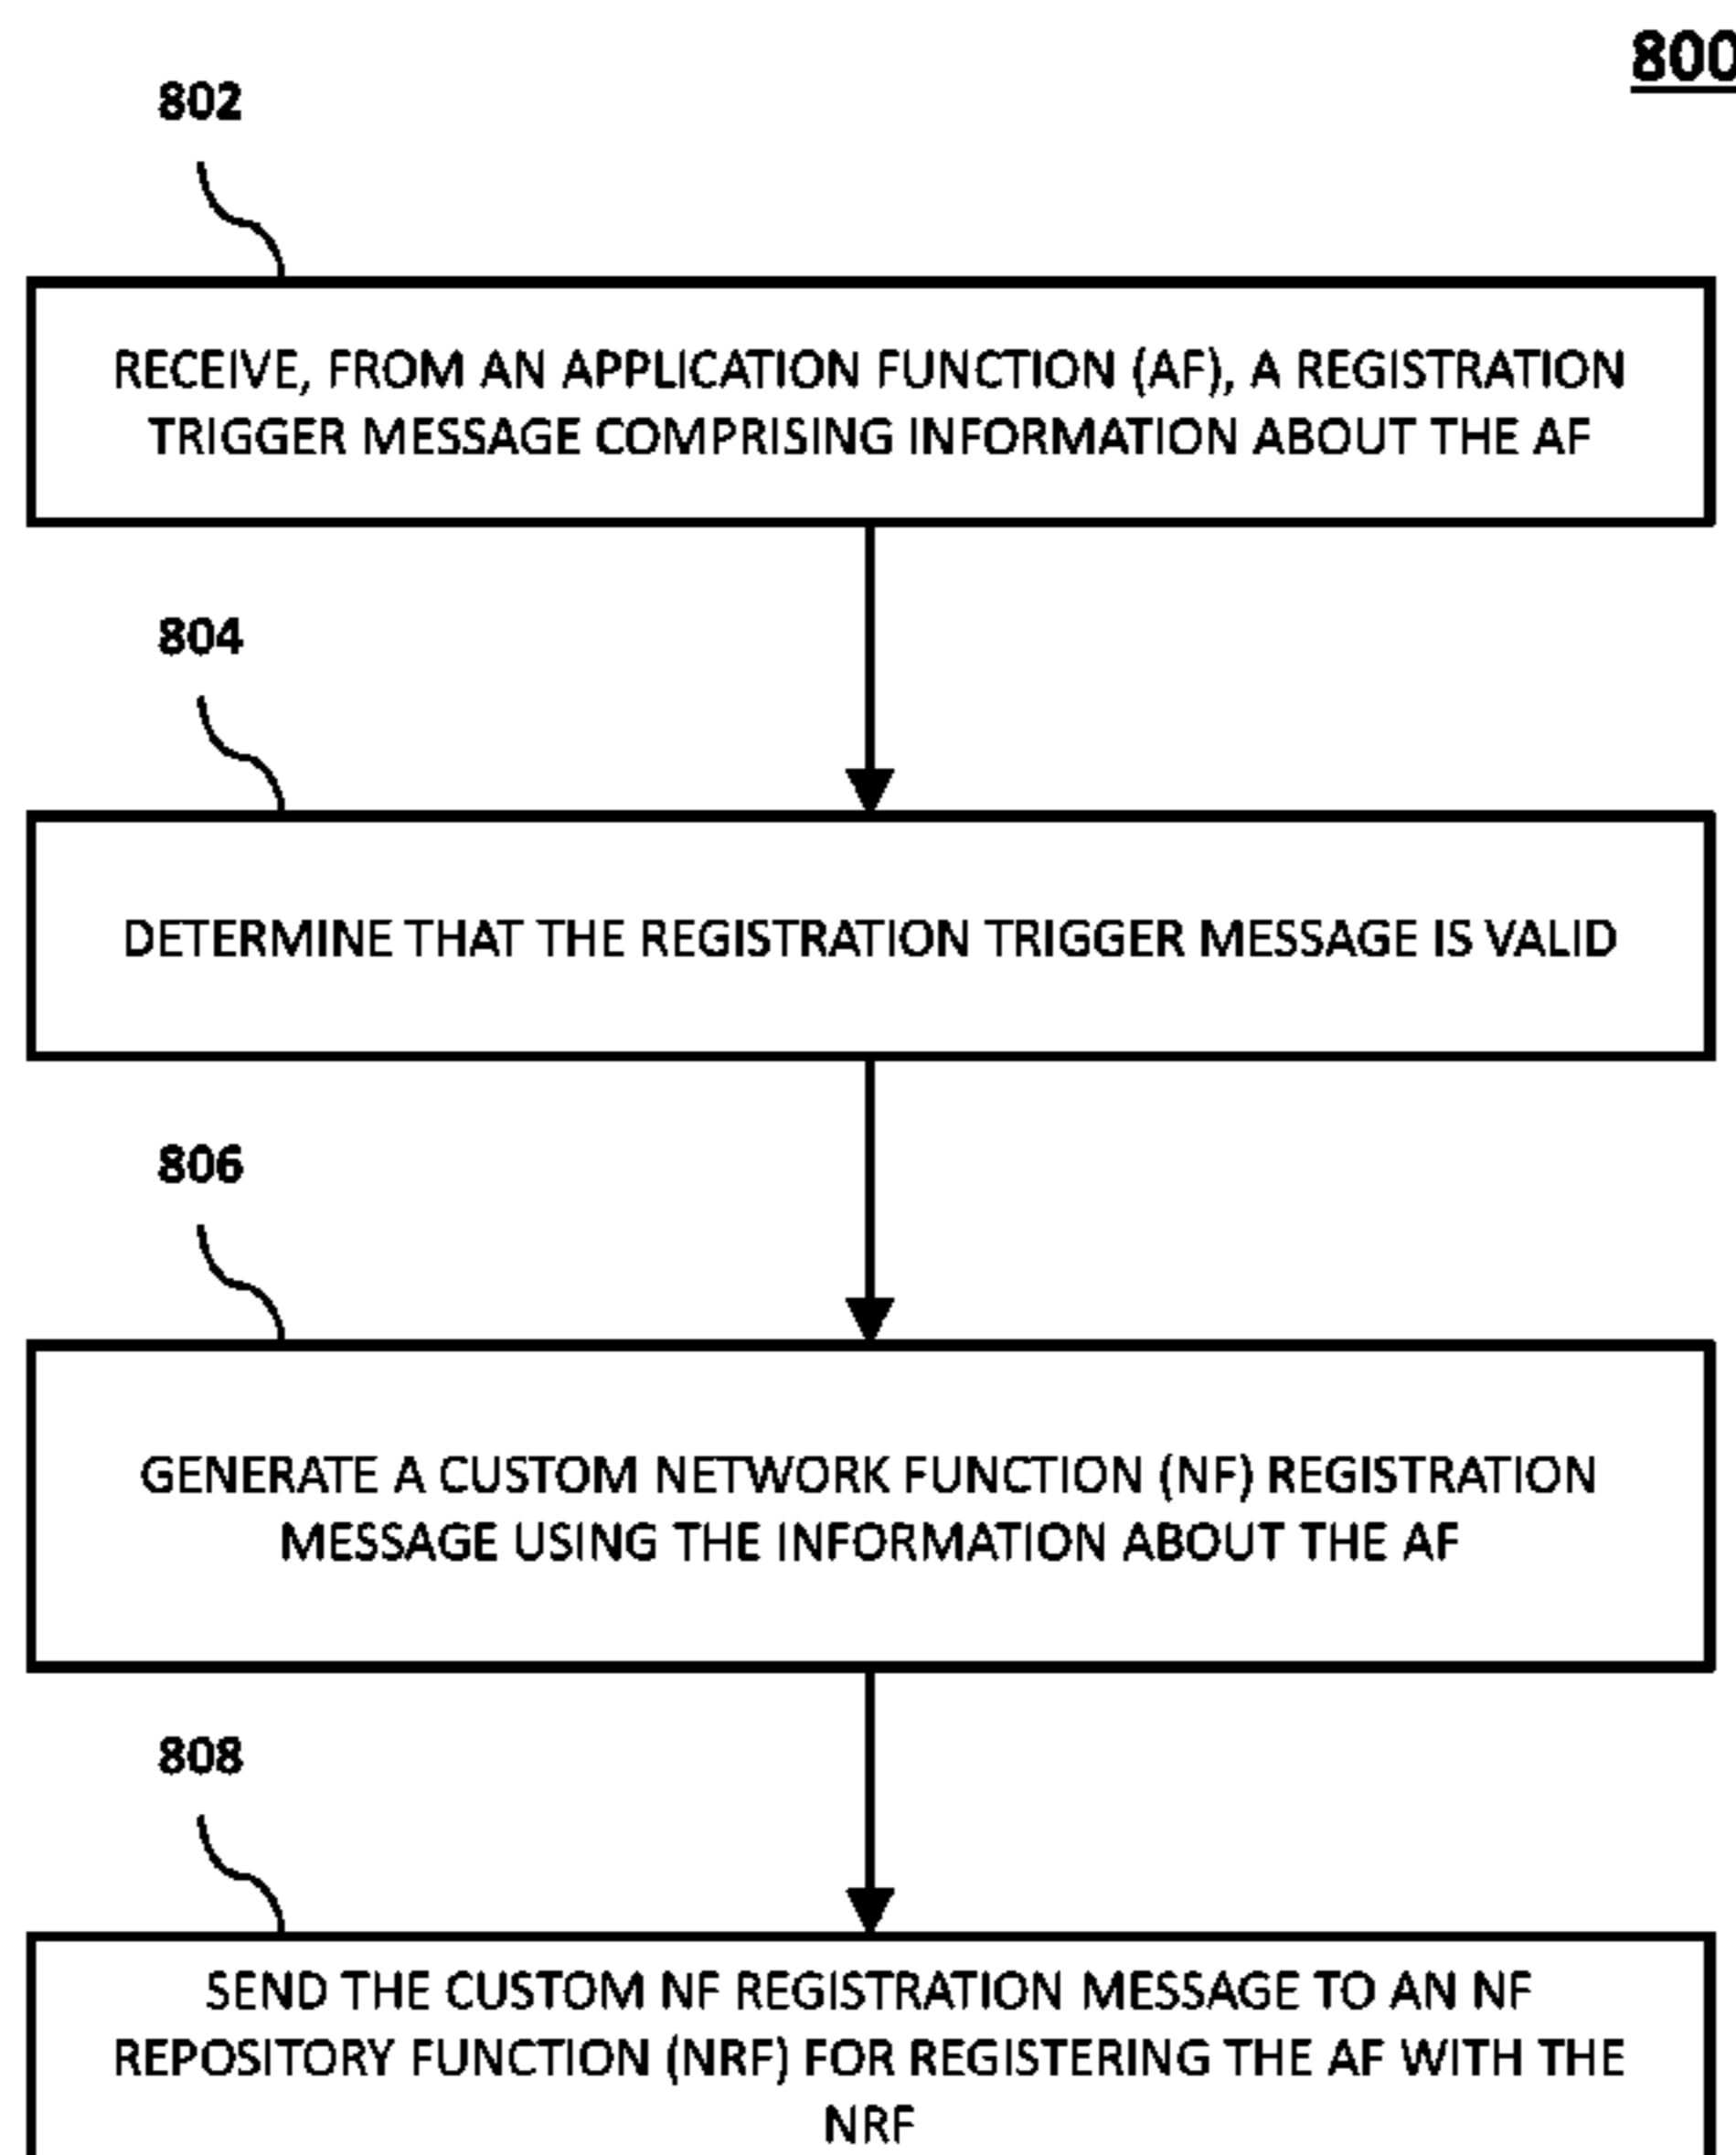 800
802
RECEIVE, FROM AN APPLICATION FUNCTION (AF), A REGISTRATION
TRIGGER MESSAGE COMPRISING INFORMATION ABOUT THE AF
804
DETERMINE THAT THE REGISTRATION TRIGGER MESSAGE IS VALID
806
GENERATE A CUSTOM NETWORK FUNCTION (NF) REGISTRATION
MESSAGE USING THE INFORMATION ABOUT THE AF
808
SEND THE CUSTOM NF REGISTRATION MESSAGE TO AN NF
REPOSITORY FUNCTION (NRF) FOR REGISTERING THE AF WITH THE
NRF